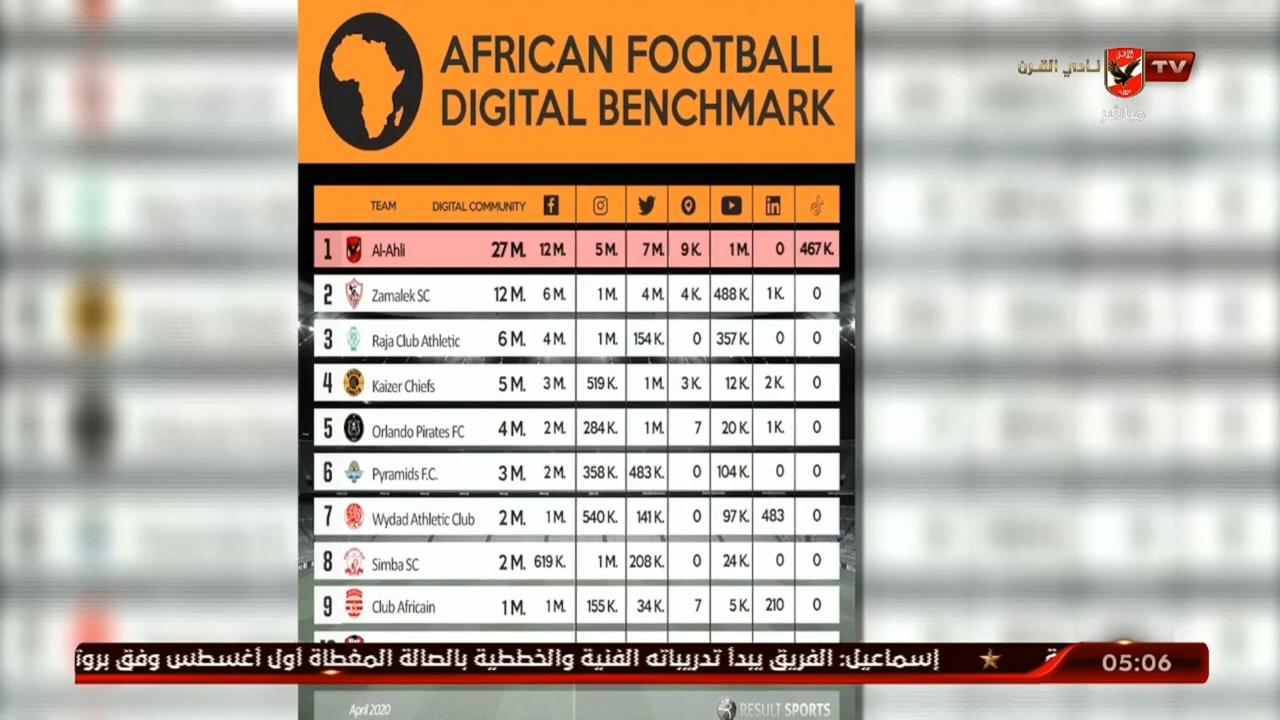 AFRICAN FOOTBALL
DIGITAL BENCHMARK
نادي القرن
TV
مباشر
TEAM DIGITAL COMMUNITY
1 Al-Ahli 27 M. 12 M. 5 M. 7 M. 9 K. 1 M. 0 467 K.
2 Zamalek SC 12 M. 6 M. 1 M. 4 M. 4 K. 488 K. 1 K. 0
3 Raja Club Athletic 6 M. 4 M. 1 M. 154 K. 0 357 K. 0 0
4 Kaizer Chiefs 5 M. 3 M. 519 K. 1 M. 3 K. 12 K. 2 K. 0
5 Orlando Pirates FC 4 M. 2 M. 284 K. 1 M. 7 20 K. 1 K. 0
6 Pyramids F.C. 3 M. 2 M. 358 K. 483 K. 0 104 K. 0 0
7 Wydad Athletic Club 2 M. 1 M. 540 K. 141 K. 0 97 K. 483 0
8 Simba SC 2 M. 619 K. 1 M. 208 K. 0 24 K. 0 0
9 Club Africain 1 M. 1 M. 155 K. 34 K. 7 5 K. 210 0
إسماعيل: الفريق يبدأ تدريباته الفنية والخططية بالصالة المغطاة أول أغسطس وفق برو
05:06
April 2020
RESULT SPORTS